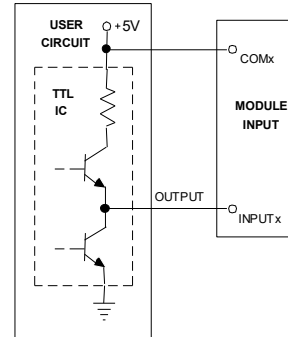 USER
CIRCUIT
+5V
COMx
TTL
IC
MODULE
INPUT
OUTPUT
INPUTx